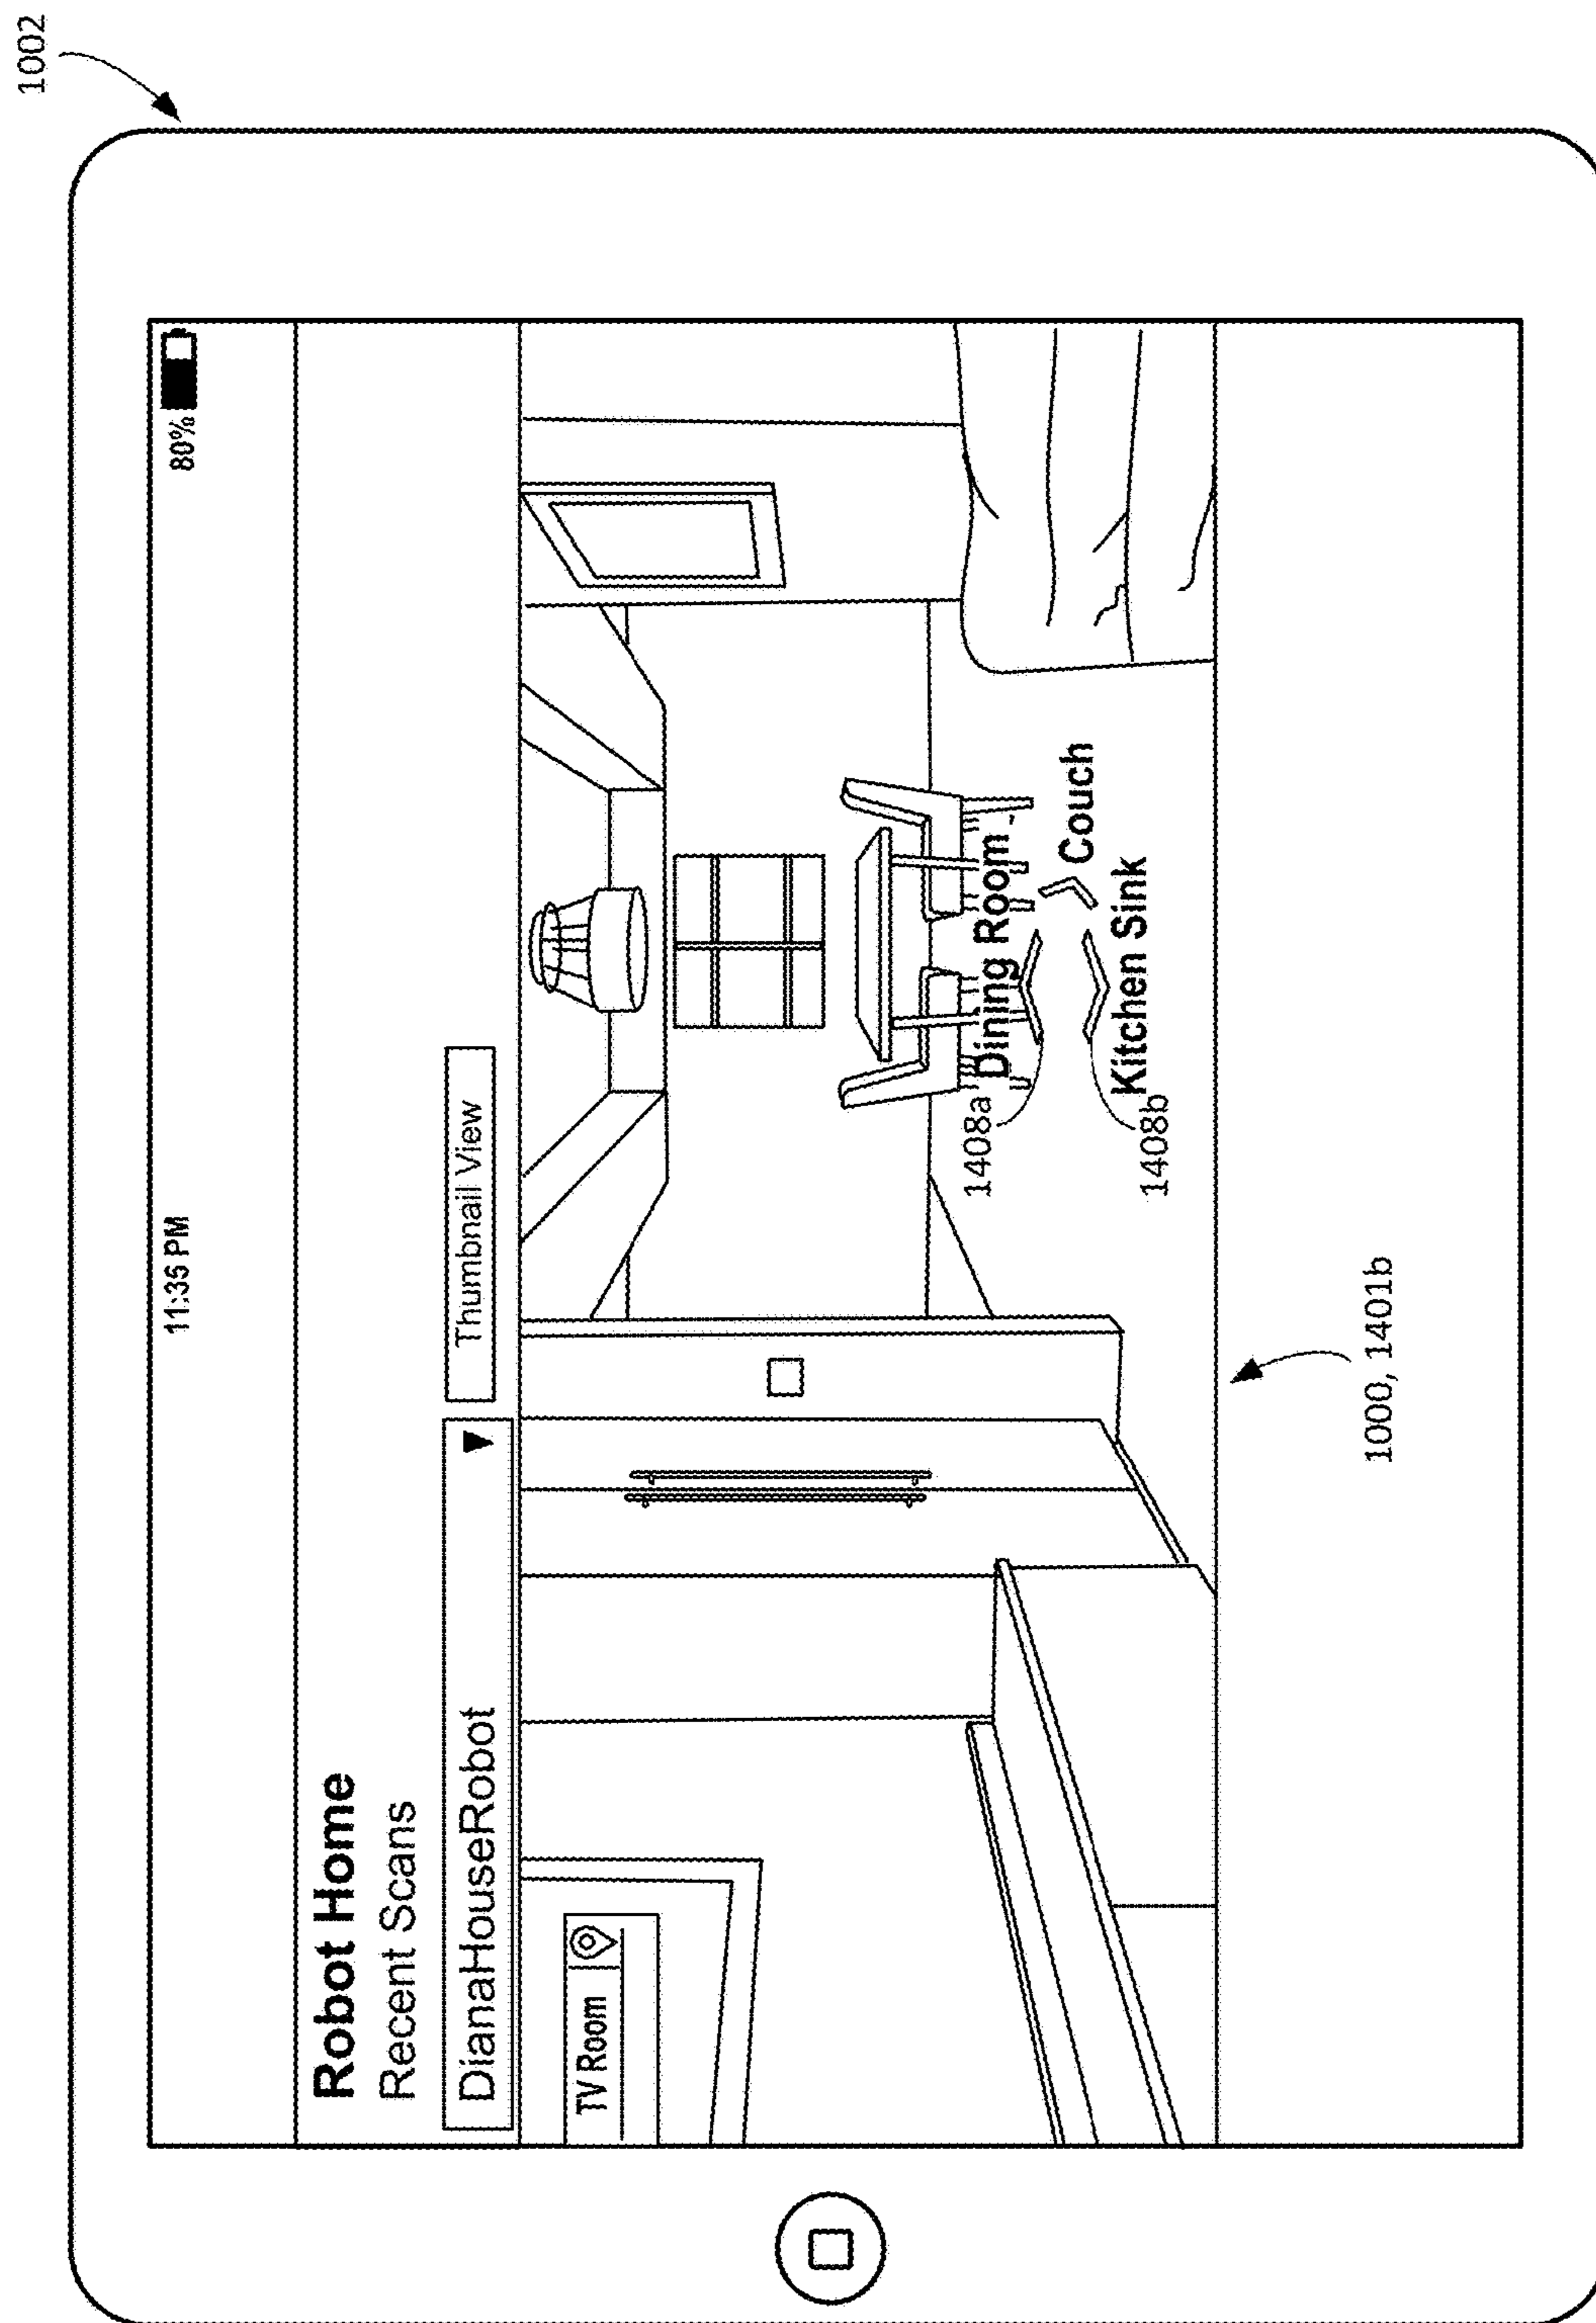 1002
11:35 PM
80%
Robot Home
Recent Scans
DianaHouseRobot
Thumbnail View
TV Room
Dining Room
Couch
Kitchen Sink
1408a
1408b
1000, 1401b